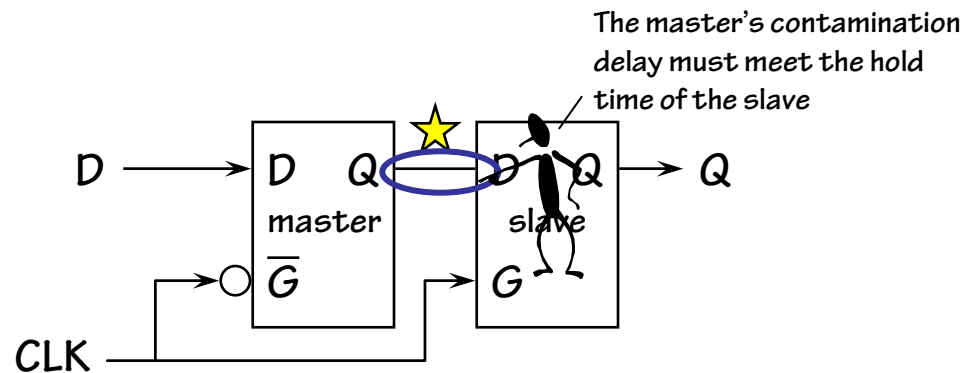 The master's contamination
delay must meet the hold
time of the slave
D D Q D Q Q
master slave
G̅ G
CLK